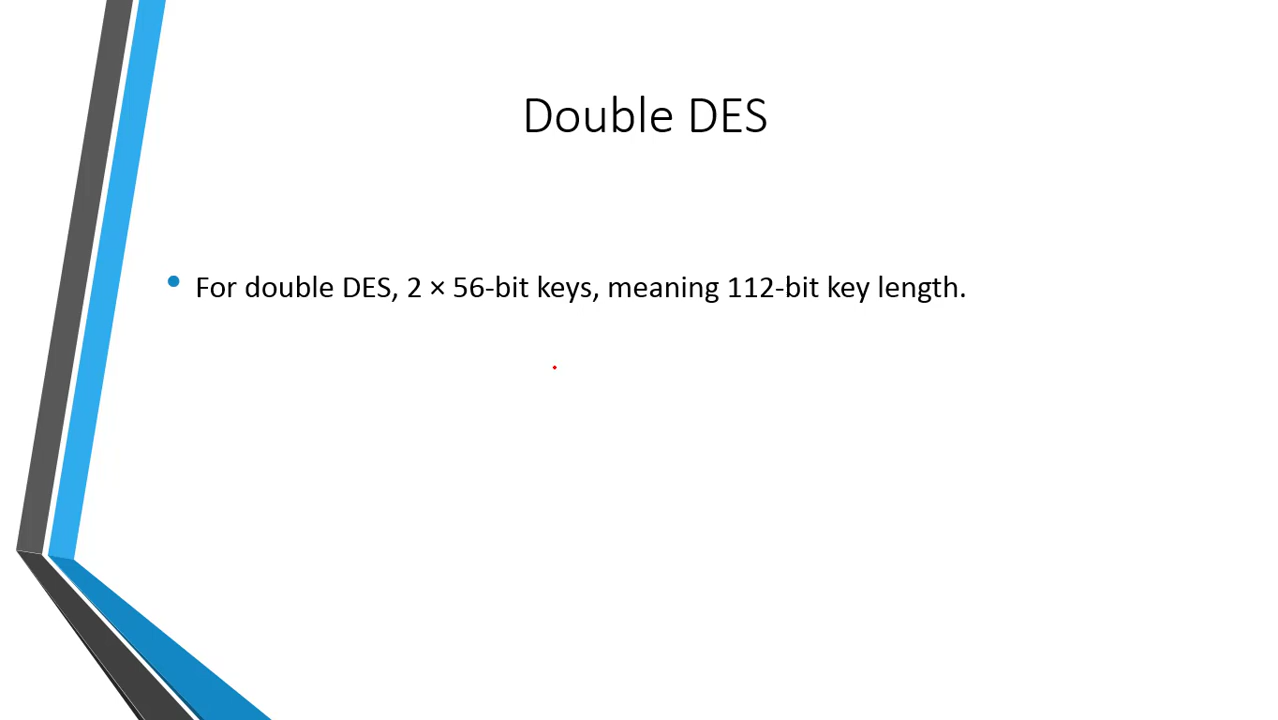 Double DES
For double DES, 2 × 56-bit keys, meaning 112-bit key length.